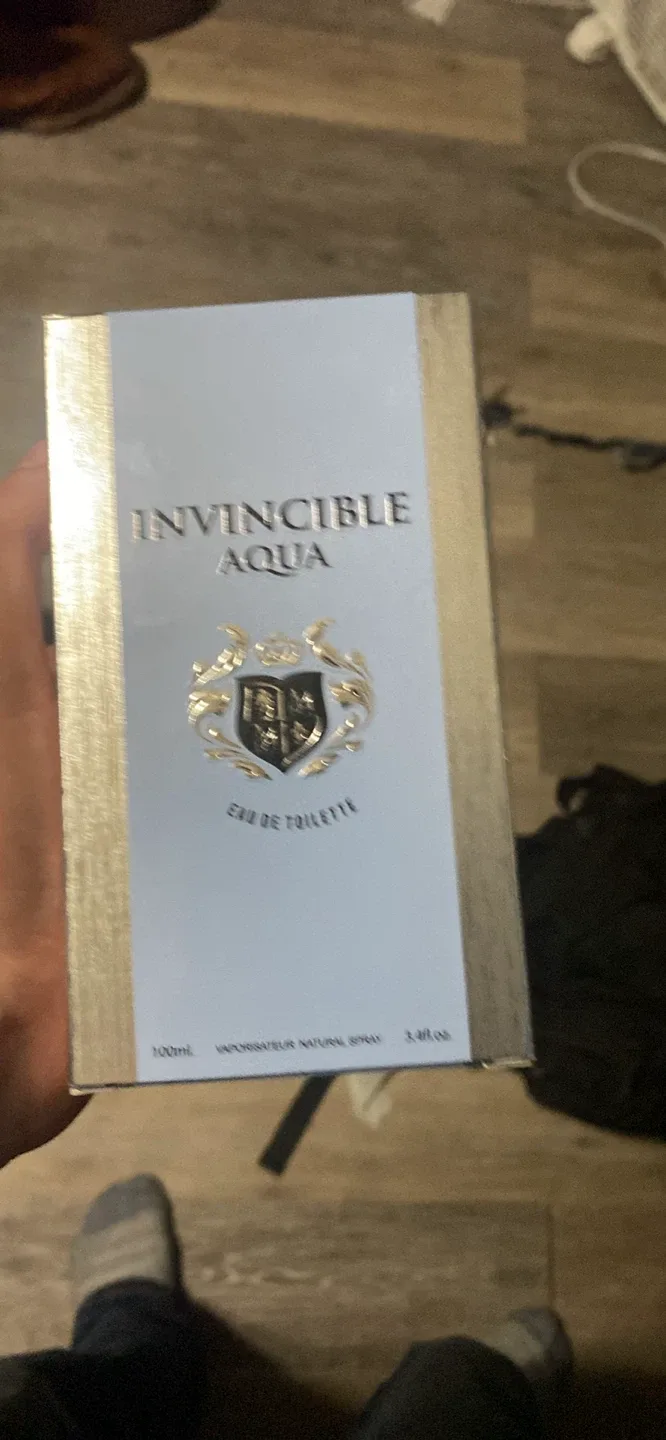 INVINCIBLE
AQUA
EAU DE TOILETTE
100ml. VAPORISATEUR NATURAL SPRAY 3.4fl.oz.